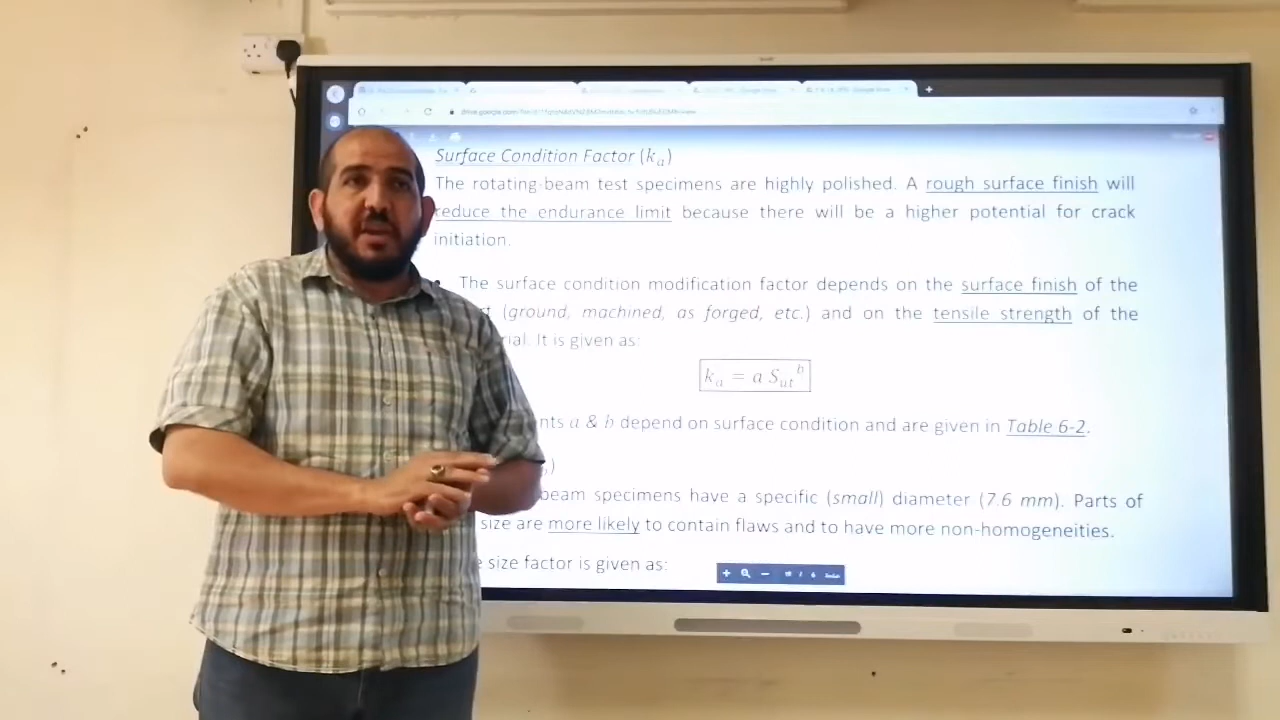 Surface Condition Factor (kₐ)
The rotating-beam test specimens are highly polished. A rough surface finish will
reduce the endurance limit because there will be a higher potential for crack
initiation.
• The surface condition modification factor depends on the surface finish of the
(ground, machined, as forged, etc.) and on the tensile strength of the
rial. It is given as:
kₐ = a Sᵤₜᵇ
nts a & b depend on surface condition and are given in Table 6-2.
)
beam specimens have a specific (small) diameter (7.6 mm). Parts of
size are more likely to contain flaws and to have more non-homogeneities.
size factor is given as: